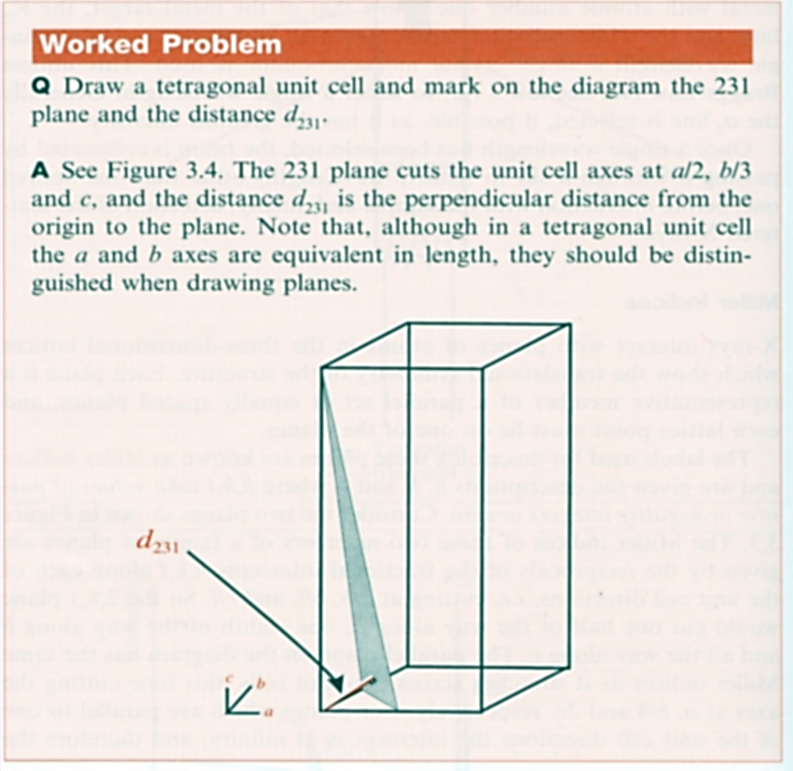 Worked Problem
Q Draw a tetragonal unit cell and mark on the diagram the 231
plane and the distance d231.
A See Figure 3.4. The 231 plane cuts the unit cell axes at a/2, b/3
and c, and the distance d231 is the perpendicular distance from the
origin to the plane. Note that, although in a tetragonal unit cell
the a and b axes are equivalent in length, they should be distin-
guished when drawing planes.
d231
c
b
a